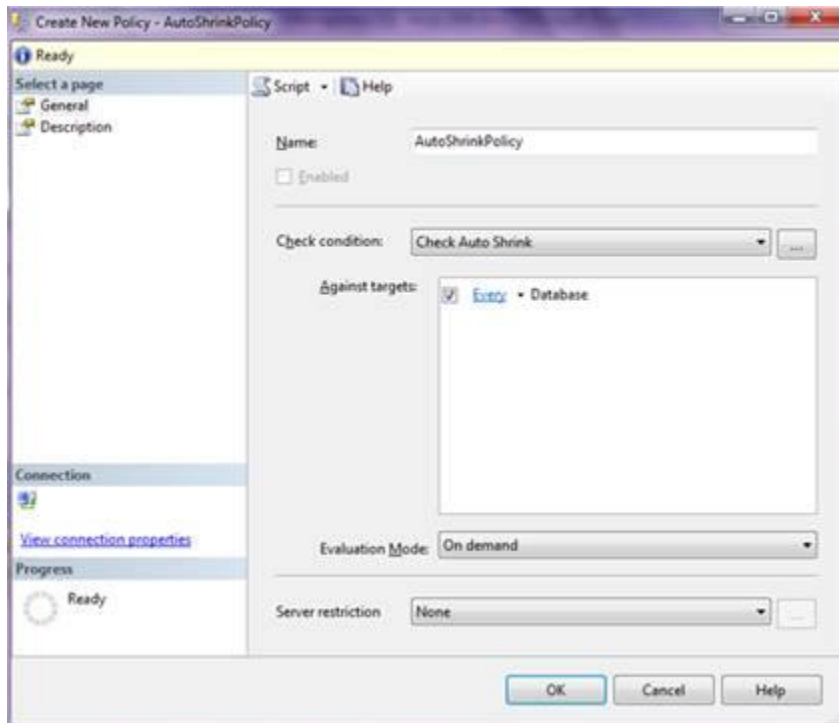 Create New Policy - AutoShrinkPolicy
Ready
Select a page
General
Description
Script
Help
Name:
AutoShrinkPolicy
Enabled
Check condition:
Check Auto Shrink
...
Against targets:
Every
Database
Connection
View connection properties
Evaluation Mode:
On demand
Progress
Ready
Server restriction
None
...
OK
Cancel
Help